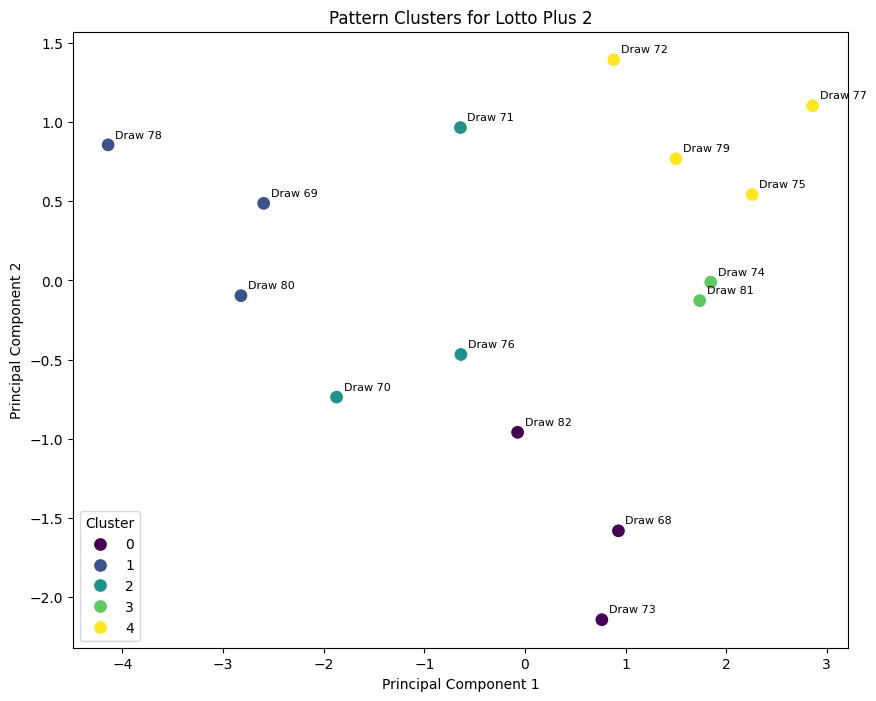 Pattern Clusters for Lotto Plus 2
1.5
1.0
0.5
0.0
−0.5
−1.0
−1.5
−2.0
Principal Component 2
Draw 72
Draw 77
Draw 71
Draw 78
Draw 79
Draw 75
Draw 69
Draw 74
Draw 80
Draw 81
Draw 76
Draw 70
Draw 82
Draw 68
Draw 73
Cluster
0
1
2
3
4
−4
−3
−2
−1
0
1
2
3
Principal Component 1